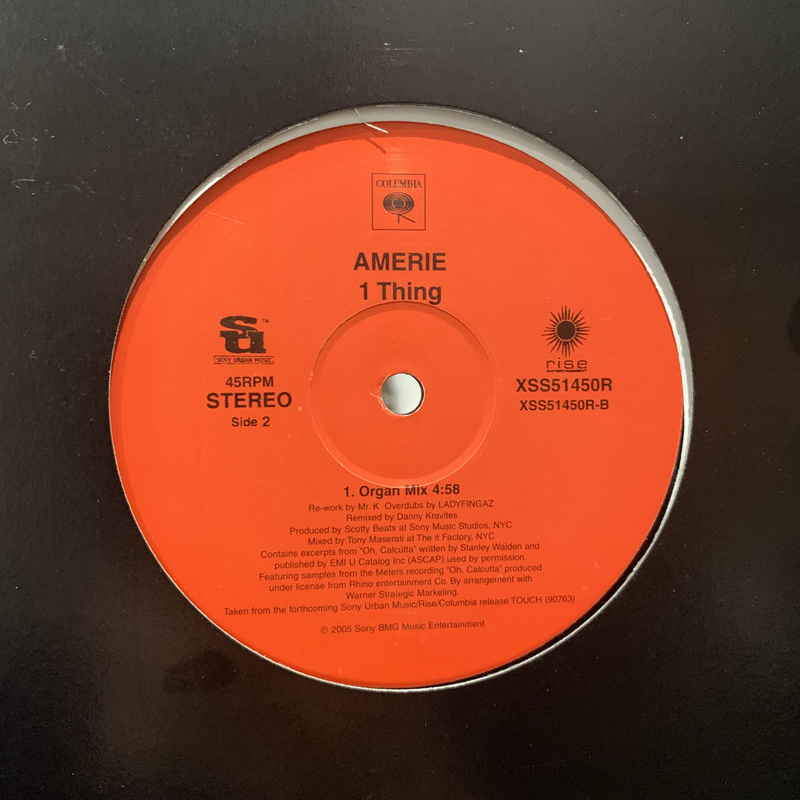 COLUMBIA
AMERIE
1 Thing
su ™
SONY URBAN MUSIC
45RPM
STEREO
Side 2
rise
ENTERTAINMENT
XSS51450R
XSS51450R-B
1. Organ Mix 4:58
Re-work by Mr. K Overdubs by LADYFINGAZ
Remixed by Danny Kravites
Produced by Scotty Beats at Sony Music Studios, NYC
Mixed by Tony Maserati at The it Factory, NYC
Contains excerpts from "Oh, Calcutta" written by Stanley Walden and
published by EMI U Catalog Inc (ASCAP) used by permission.
Featuring samples from the Meters recording "Oh, Calcutta" produced
under license from Rhino entertainment Co. By arrangement with
Warner Strategic Marketing.
Taken from the forthcoming Sony Urban Music/Rise/Columbia release TOUCH (90763)
℗ 2005 Sony BMG Music Entertainment